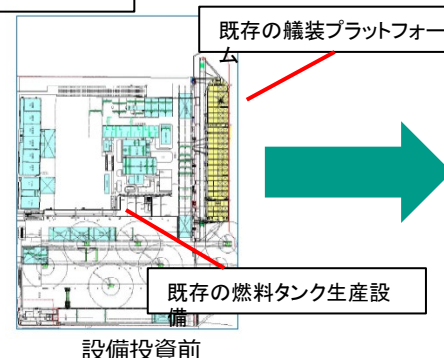 既存の艤装プラットフォー
ム
既存の燃料タンク生産設
備
設備投資前